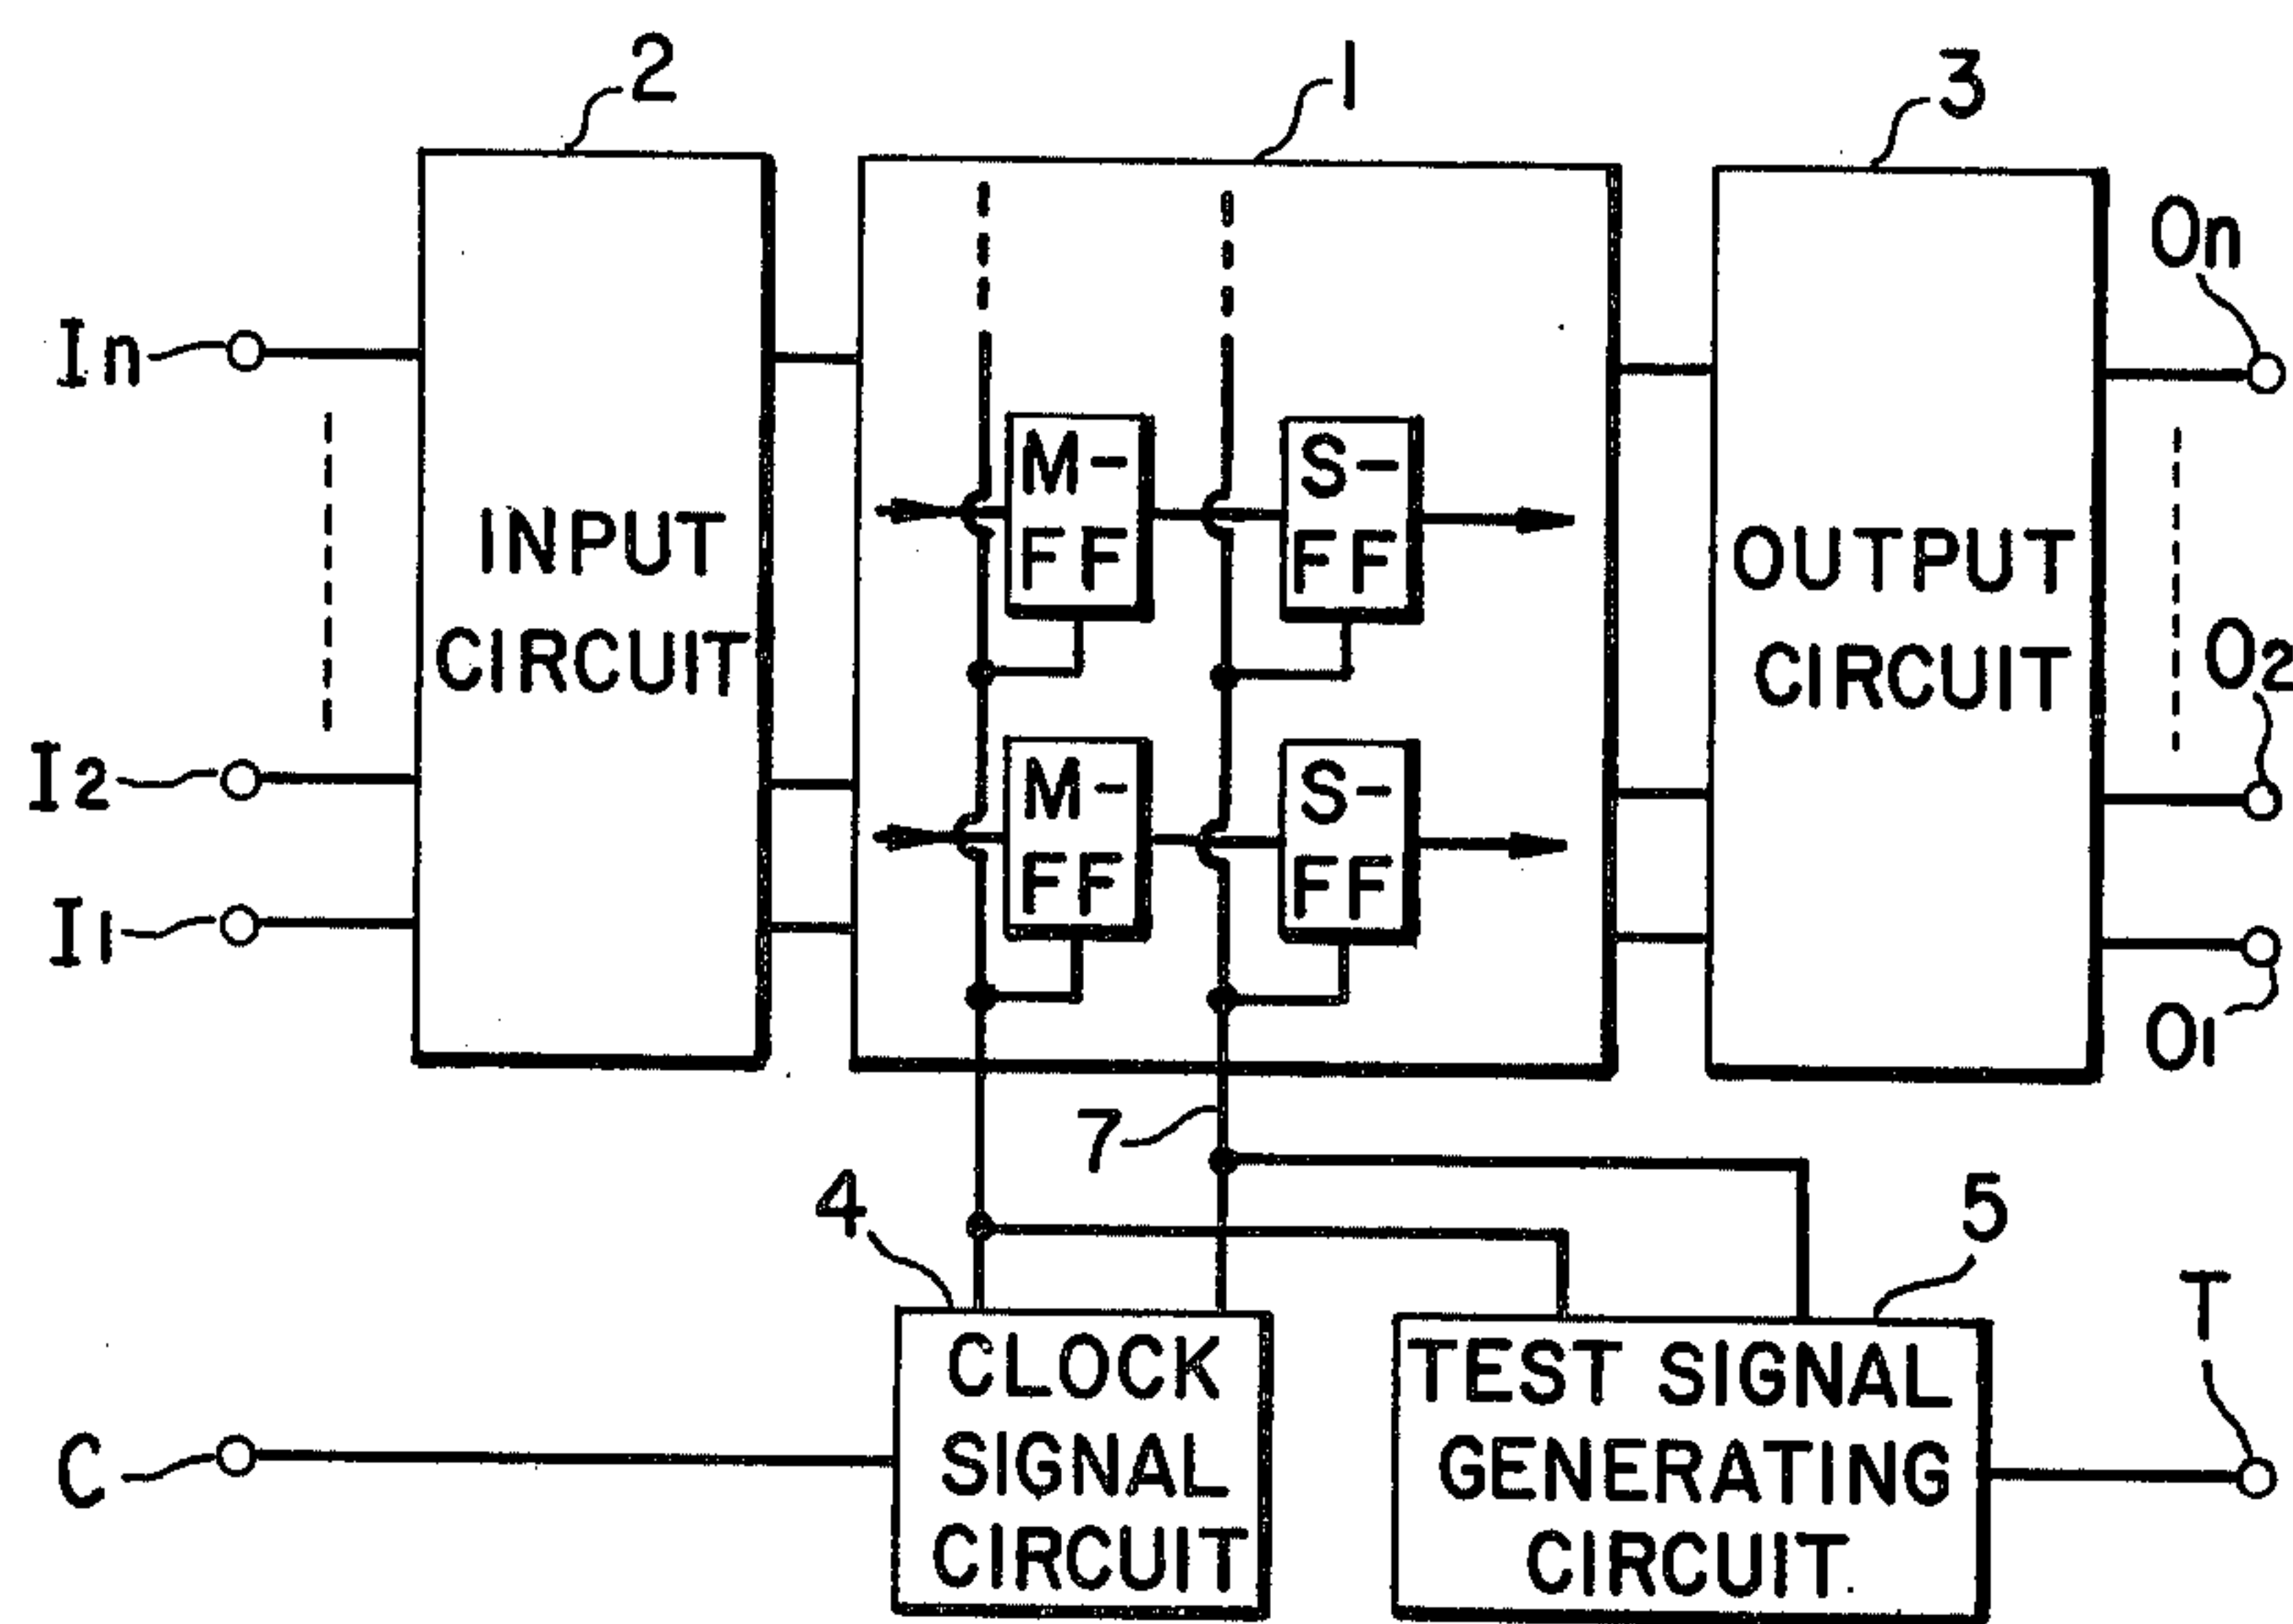 2
1
3
On
In
M-
FF
S-
FF
INPUT
CIRCUIT
OUTPUT
CIRCUIT
O2
I2
M-
FF
S-
FF
I1
O1
7
4
5
T
CLOCK
SIGNAL
CIRCUIT
TEST SIGNAL
GENERATING
CIRCUIT
C